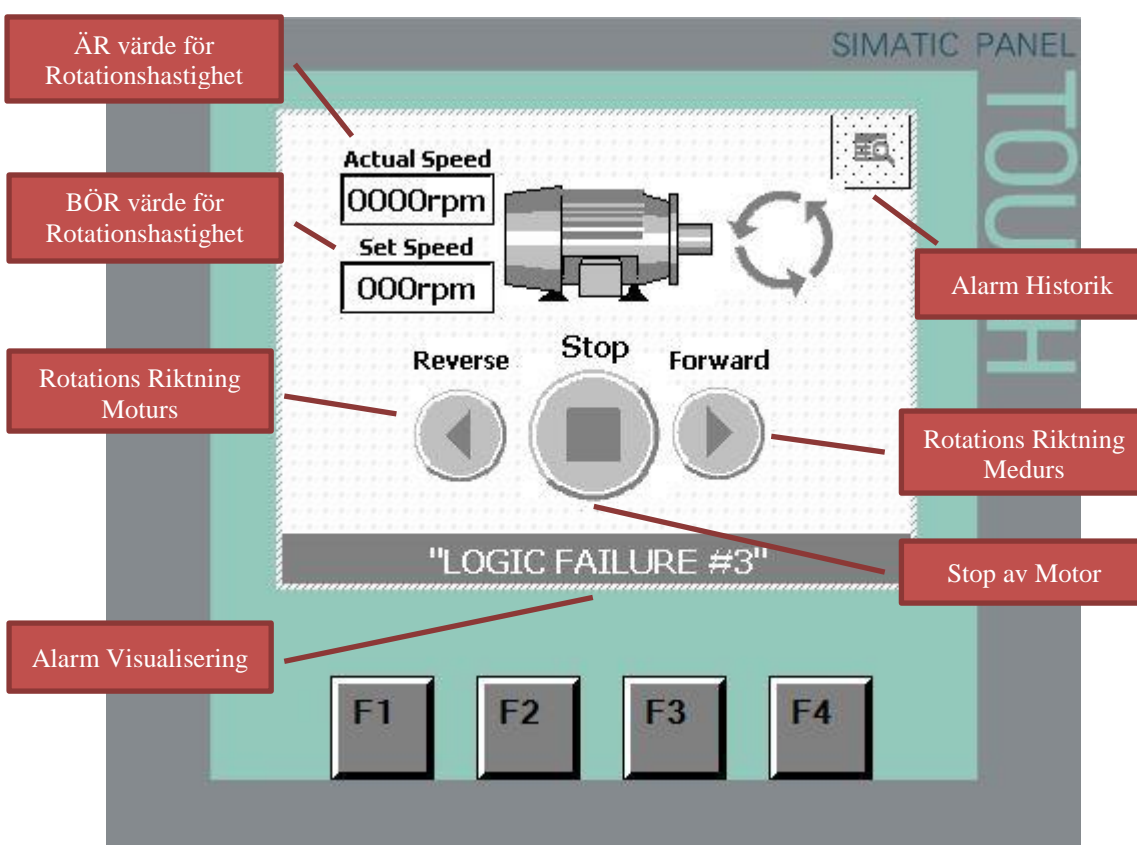 ÄR värde för
Rotationshastighet
SIMATIC PANEL
TOUCH
Actual Speed
0000rpm
BÖR värde för
Rotationshastighet
Set Speed
000rpm
Alarm Historik
Stop
Reverse
Forward
Rotations Riktning
Moturs
Rotations Riktning
Medurs
"LOGIC FAILURE #3"
Stop av Motor
Alarm Visualisering
F1
F2
F3
F4